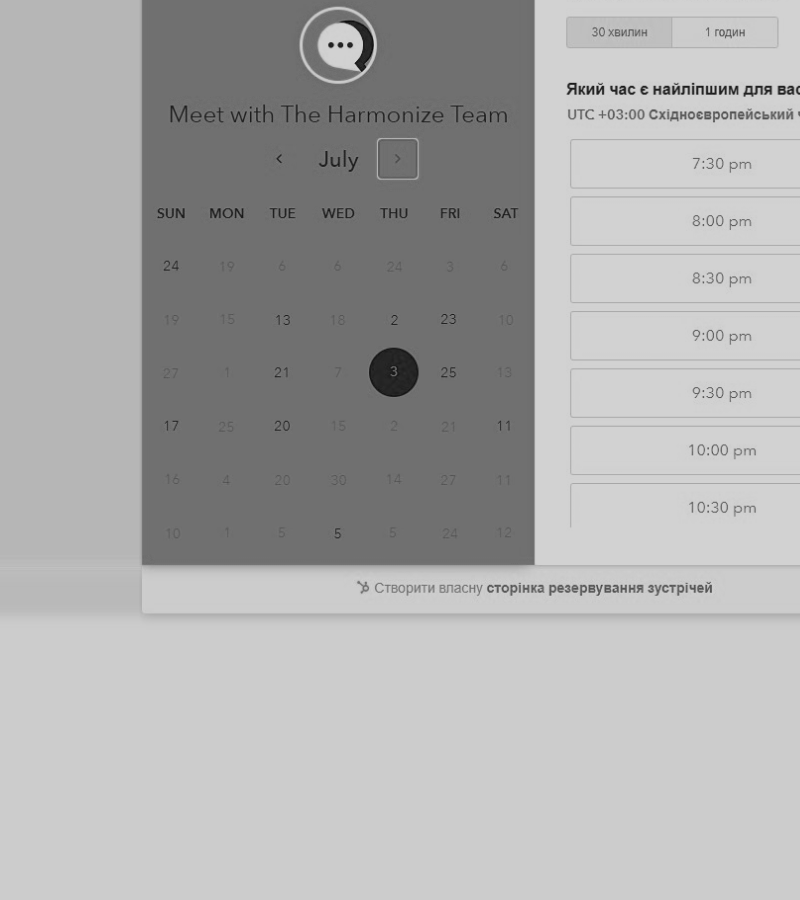 Meet with The Harmonize Team
July
SUN MON TUE WED THU FRI SAT
24 19 6 6 24 3 6
19 15 13 18 2 23 10
27 1 21 7 3 25 13
17 25 20 15 2 21 11
16 4 20 30 14 27 11
10 1 5 5 5 24 12
30 хвилин 1 годин
Який час є найліпшим для вас
UTC +03:00 Східноєвропейський
7:30 pm
8:00 pm
8:30 pm
9:00 pm
9:30 pm
10:00 pm
10:30 pm
Створити власну сторінка резервування зустрічей